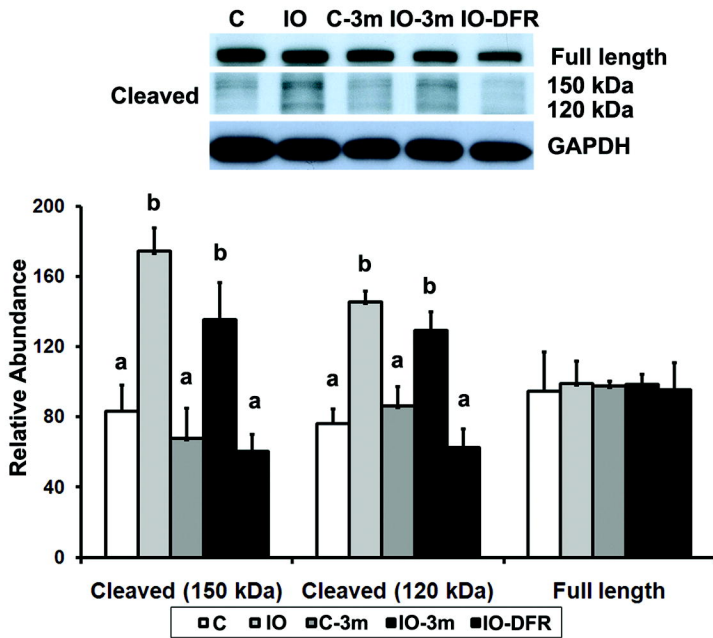 C IO C-3m IO-3m IO-DFR
Full length
Cleaved 150 kDa
120 kDa
GAPDH
Relative Abundance
200
160
120
80
40
0
a b a b a
a b a b a
Cleaved (150 kDa) Cleaved (120 kDa) Full length
C IO C-3m IO-3m IO-DFR